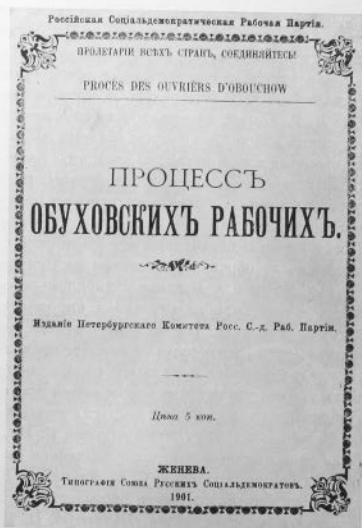 Россійская Соціальдемократическая Рабочая Партія.
ПРОЛЕТАРІИ ВСѢХЪ СТРАНЪ, СОЕДИНЯЙТЕСЬ!
PROCÈS DES OUVRIÈRS D'OBOUCHOW
ПРОЦЕССЪ
ОБУХОВСКИХЪ РАБОЧИХЪ.
Изданіе Петербургскаго Комитета Росс. С.-д. Раб. Партіи.
Цѣна 5 коп.
ЖЕНЕВА.
Типографія Союза Русскихъ Соціальдемократовъ.
1901.